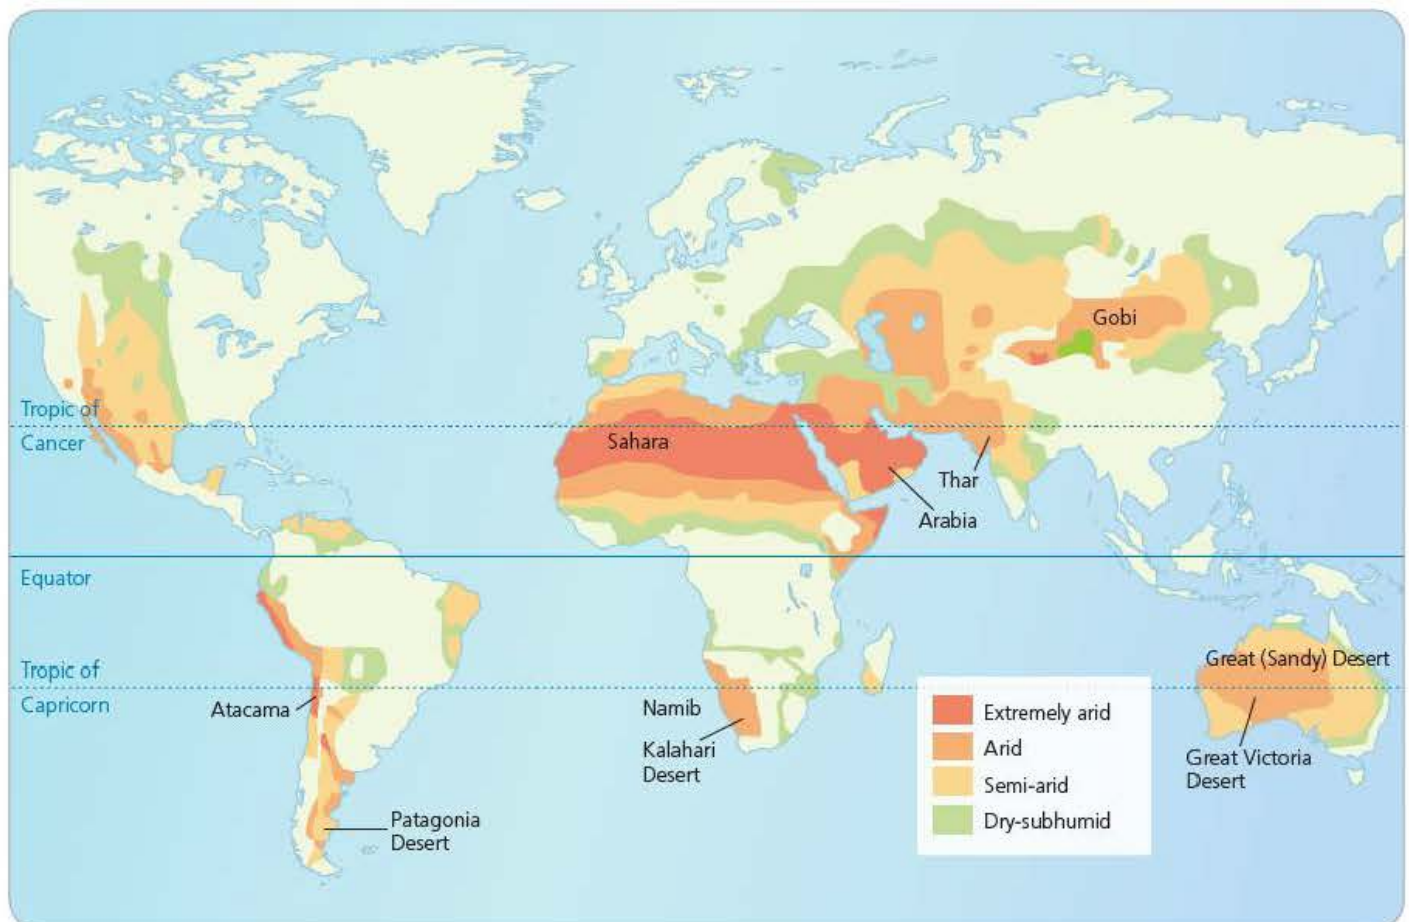 Gobi
Tropic of
Cancer
Sahara
Thar
Arabia
Equator
Tropic of
Capricorn
Great (Sandy) Desert
Atacama
Namib
Kalahari
Desert
Great Victoria
Desert
Patagonia
Desert
Extremely arid
Arid
Semi-arid
Dry-subhumid